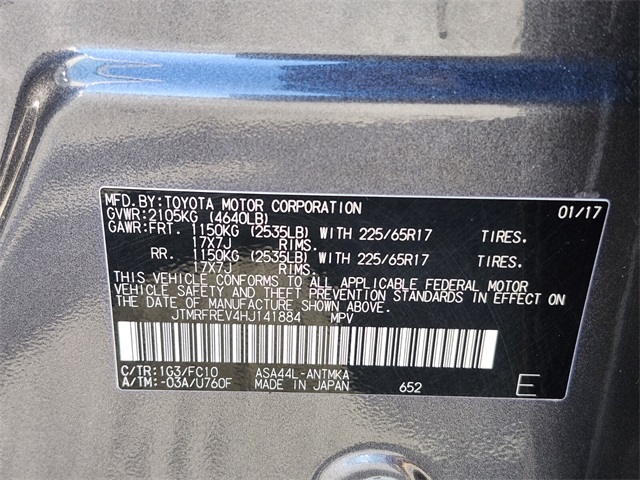 MFD.BY:TOYOTA MOTOR CORPORATION 01/17
GVWR:2105KG (4640LB)
GAWR:FRT. 1150KG (2535LB) WITH 225/65R17 TIRES.
17X7J RIMS.
RR. 1150KG (2535LB) WITH 225/65R17 TIRES.
17X7J RIMS.
THIS VEHICLE CONFORMS TO ALL APPLICABLE FEDERAL MOTOR
VEHICLE SAFETY AND THEFT PREVENTION STANDARDS IN EFFECT ON
THE DATE OF MANUFACTURE SHOWN ABOVE.
JTMRFREV4HJ141884 MPV
C/TR:1G3/FC10 ASA44L-ANTMKA
A/TM:-03A/U760F MADE IN JAPAN 652 E